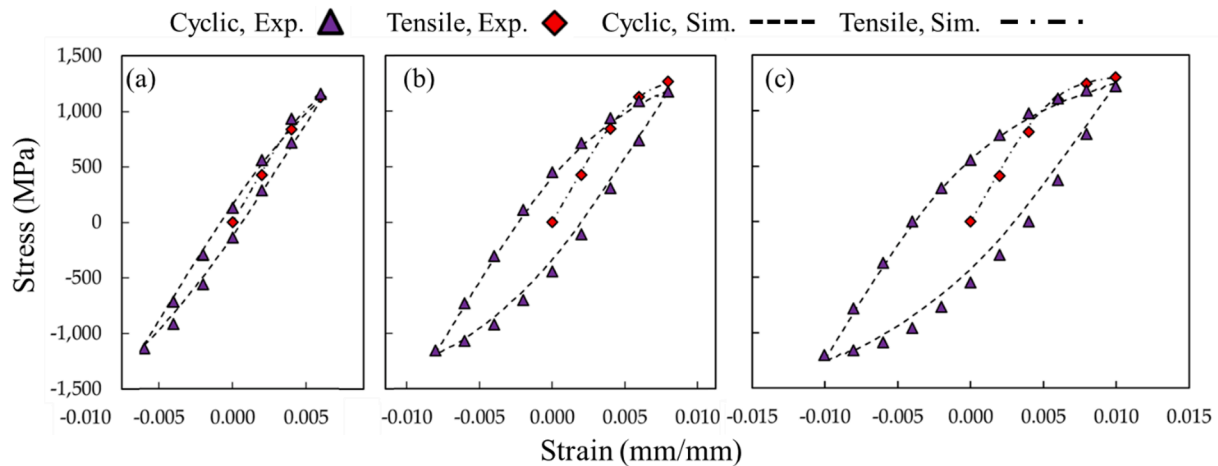 Cyclic, Exp. Tensile, Exp. Cyclic, Sim. Tensile, Sim.
Stress (MPa)
1,500
1,000
500
0
-500
-1,000
-1,500
(a)
(b)
(c)
-0.010 -0.005 0.000 0.005 -0.010 -0.005 0.000 0.005 0.010 -0.015 -0.010 -0.005 0.000 0.005 0.010 0.015
Strain (mm/mm)